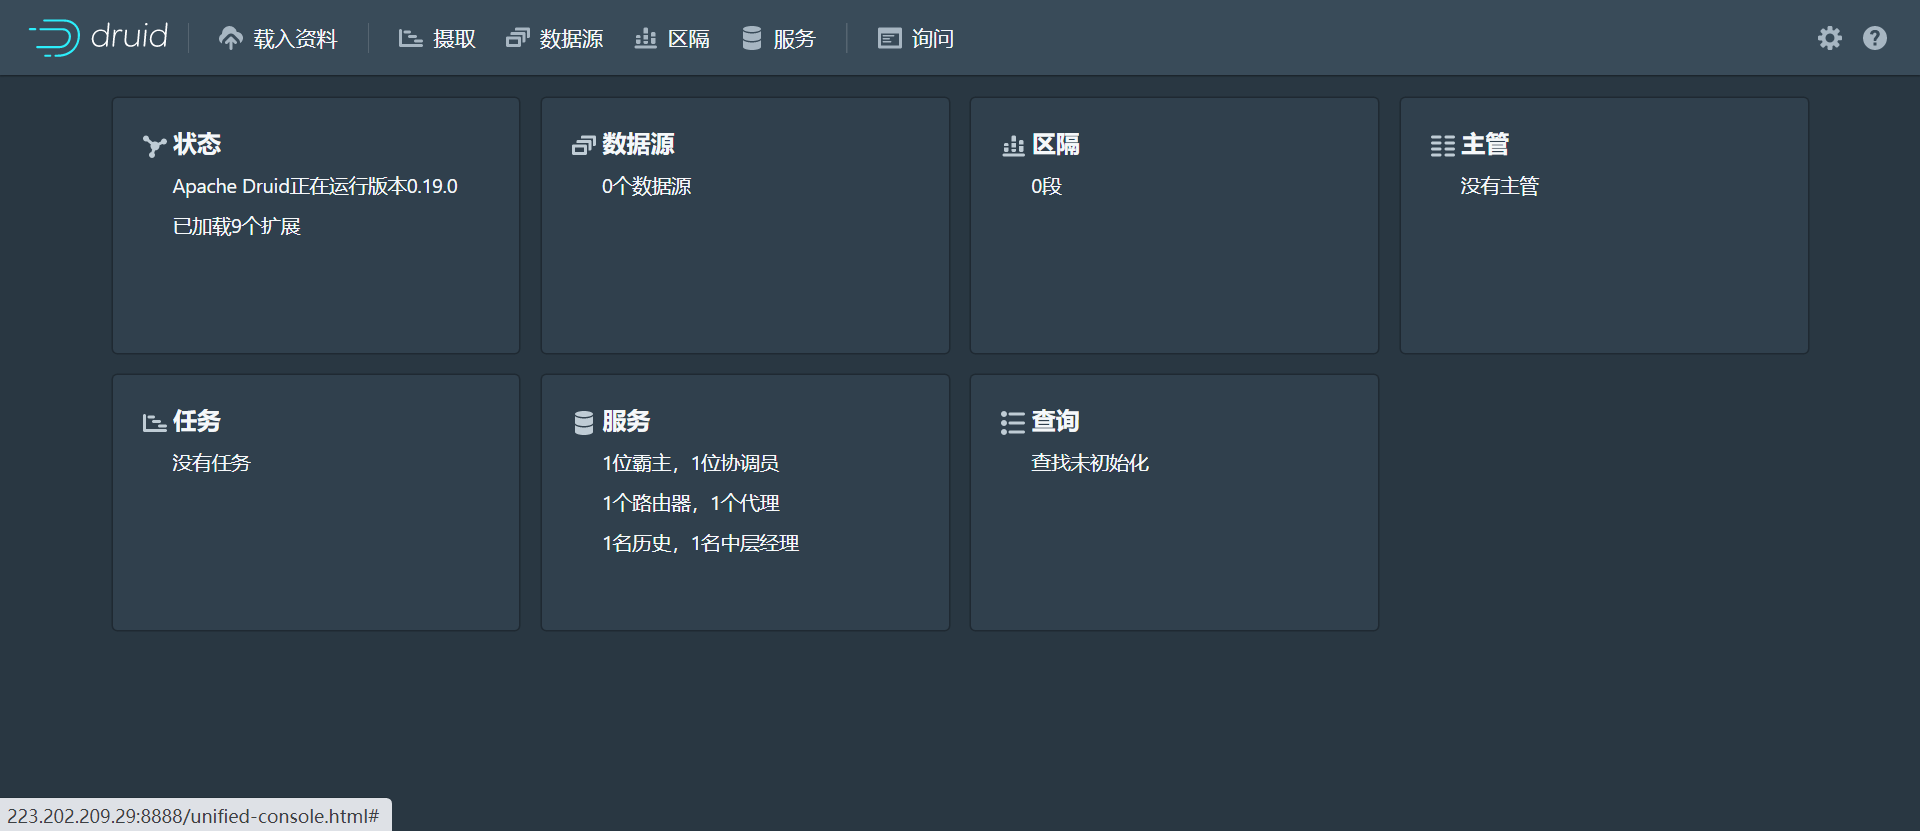 druid 载入资料 摄取 数据源 区隔 服务 询问
状态
Apache Druid正在运行版本0.19.0
已加载9个扩展
数据源
0个数据源
区隔
0段
主管
没有主管
任务
没有任务
服务
1位霸主，1位协调员
1个路由器，1个代理
1名历史，1名中层经理
查询
查找未初始化
223.202.209.29:8888/unified-console.html#